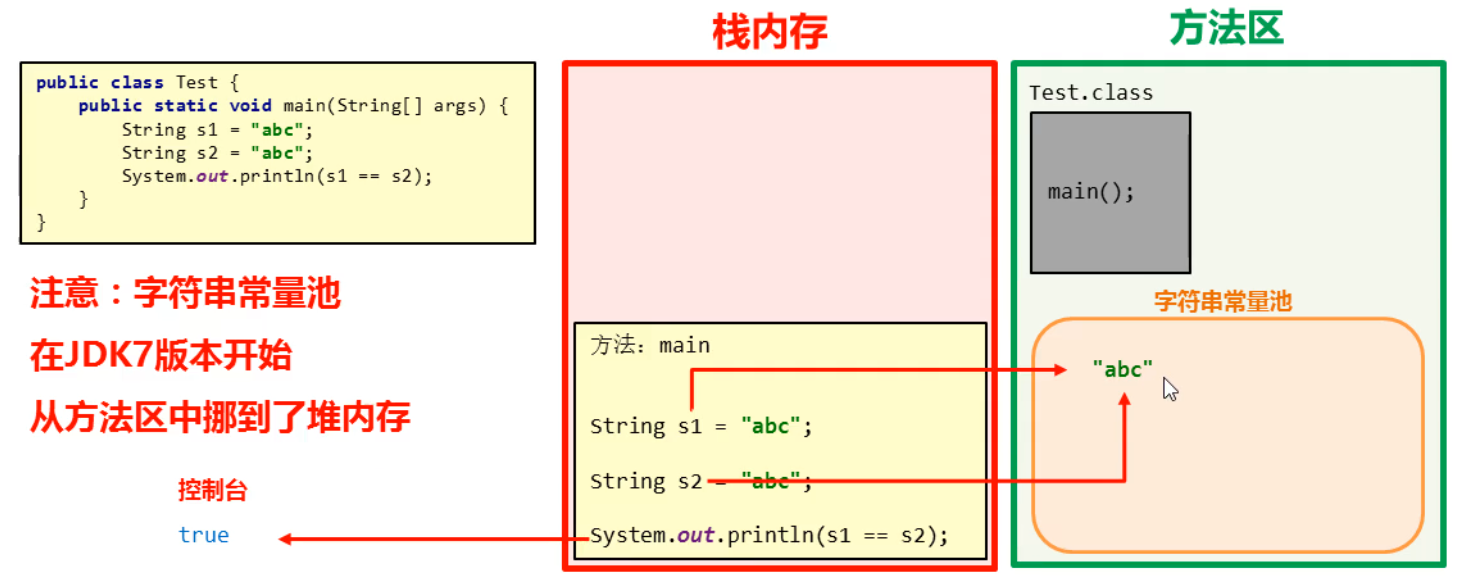 栈内存
方法区
public class Test {
public static void main(String[] args) {
String s1 = "abc";
String s2 = "abc";
System.out.println(s1 == s2);
}
}
注意：字符串常量池
在JDK7版本开始
从方法区中挪到了堆内存
控制台
true
方法：main
String s1 = "abc";
String s2 = "abc";
System.out.println(s1 == s2);
Test.class
main();
字符串常量池
"abc"